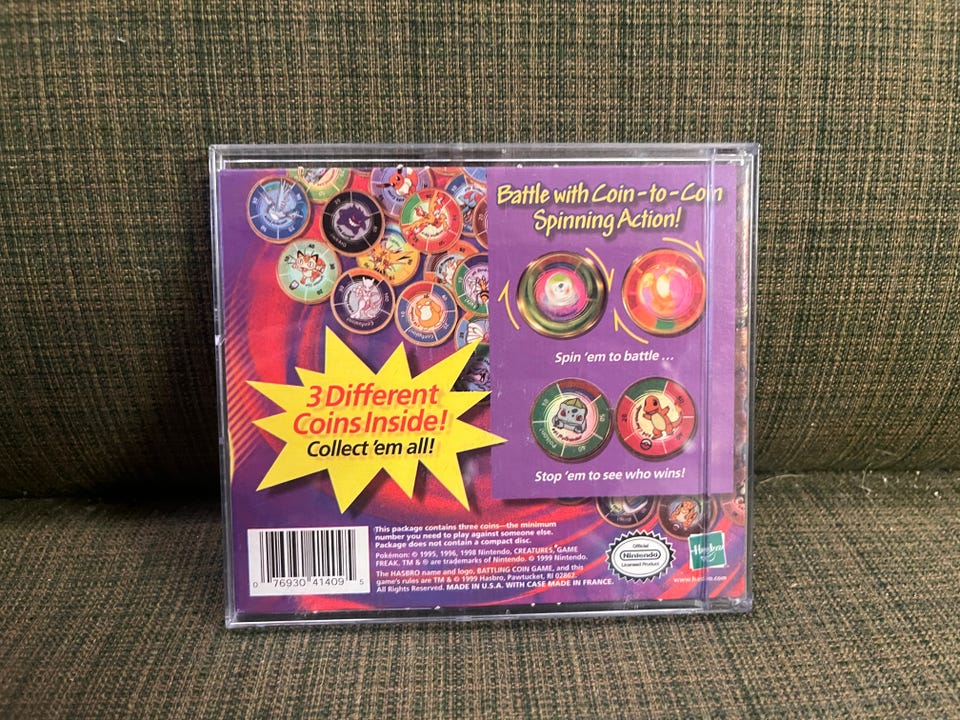 Battle with Coin-to-Coin
Spinning Action!
Spin 'em to battle...
3 Different
Coins Inside!
Collect 'em all!
Stop 'em to see who wins!
This package contains three coins—the minimum
number you need to play against someone else.
Package does not contain a compact disc.
Pokémon: © 1995, 1996, 1998 Nintendo, CREATURES, GAME
FREAK. TM & ® are trademarks of Nintendo. © 1999 Nintendo.
The HASBRO name and logo, BATTLING COIN GAME, and this
game's rules are TM & © 1999 Hasbro, Pawtucket, RI 02862.
All Rights Reserved. MADE IN U.S.A. WITH CASE MADE IN FRANCE.
0 76930 41409 5
Official
Nintendo
Licensed Product
Hasbro
www.hasbro.com